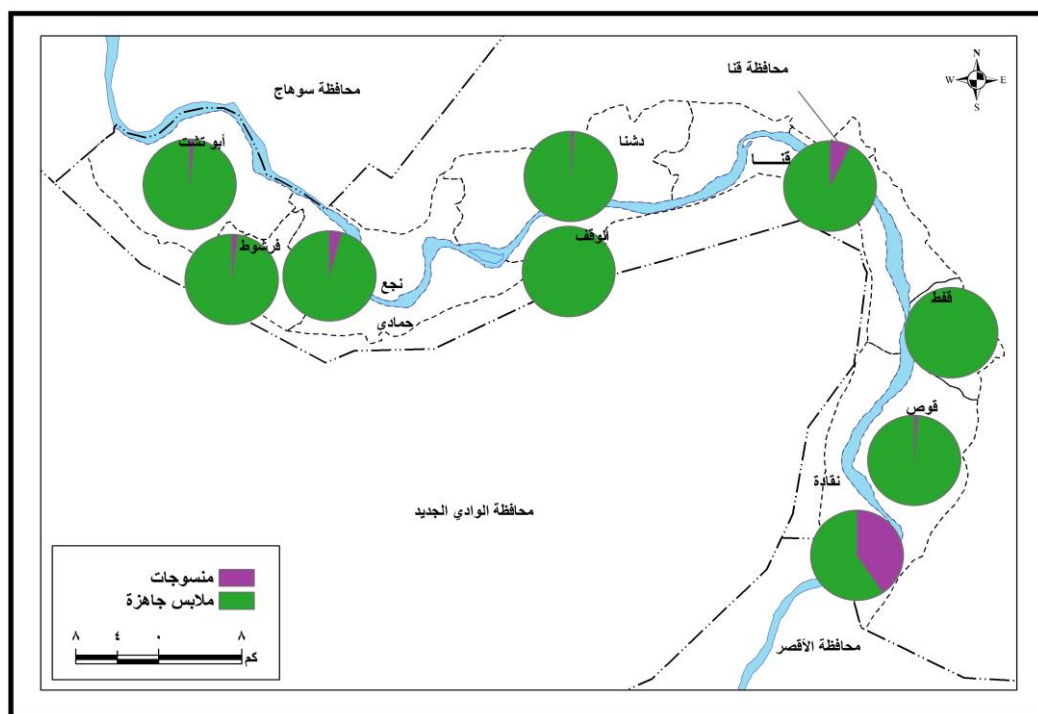 N
W E
S
محافظة قنا
محافظة سوهاج
أبو تشت
دشنا
قنـــا
فرشوط
الوقف
نجع
حمادى
قفط
قوص
نقادة
محافظة الوادي الجديد
منسوجات
ملابس جاهزة
٨ ٤ ٠ ٨
كم
محافظة الأقصر